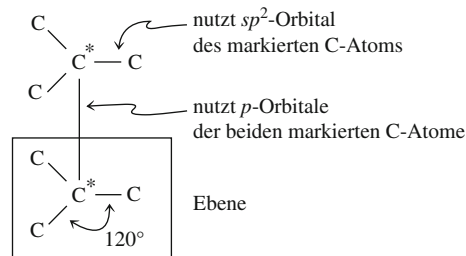 C
nutzt sp²-Orbital
des markierten C-Atoms
C* C
C
nutzt p-Orbitale
der beiden markierten C-Atome
C
C* C
Ebene
C
120°